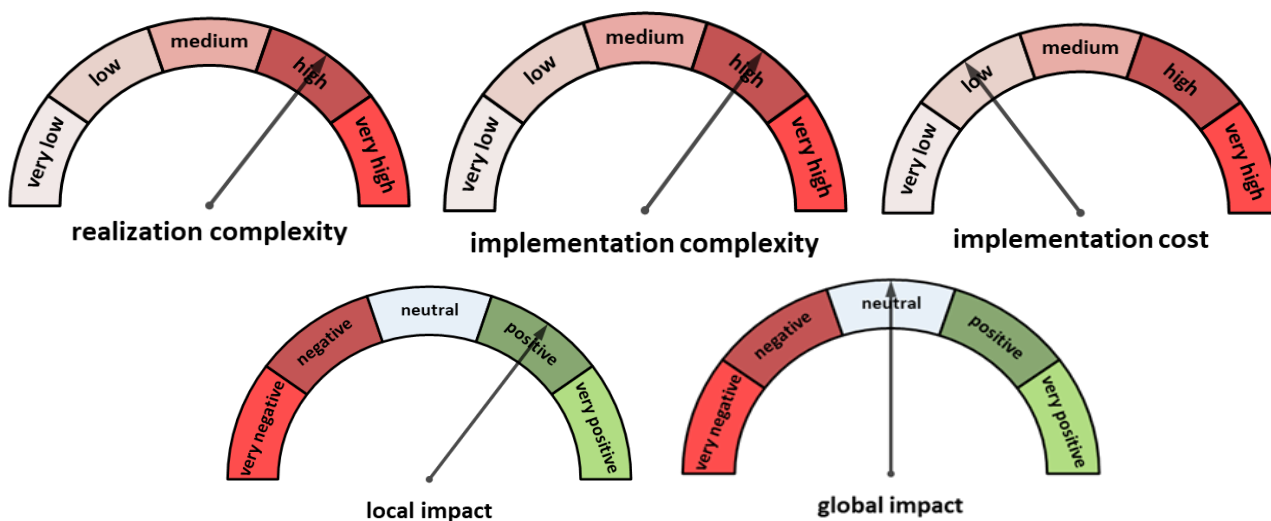 very low
low
medium
high
very high
realization complexity
very low
low
medium
high
very high
implementation complexity
very low
low
medium
high
very high
implementation cost
very negative
negative
neutral
positive
very positive
local impact
very negative
negative
neutral
positive
very positive
global impact